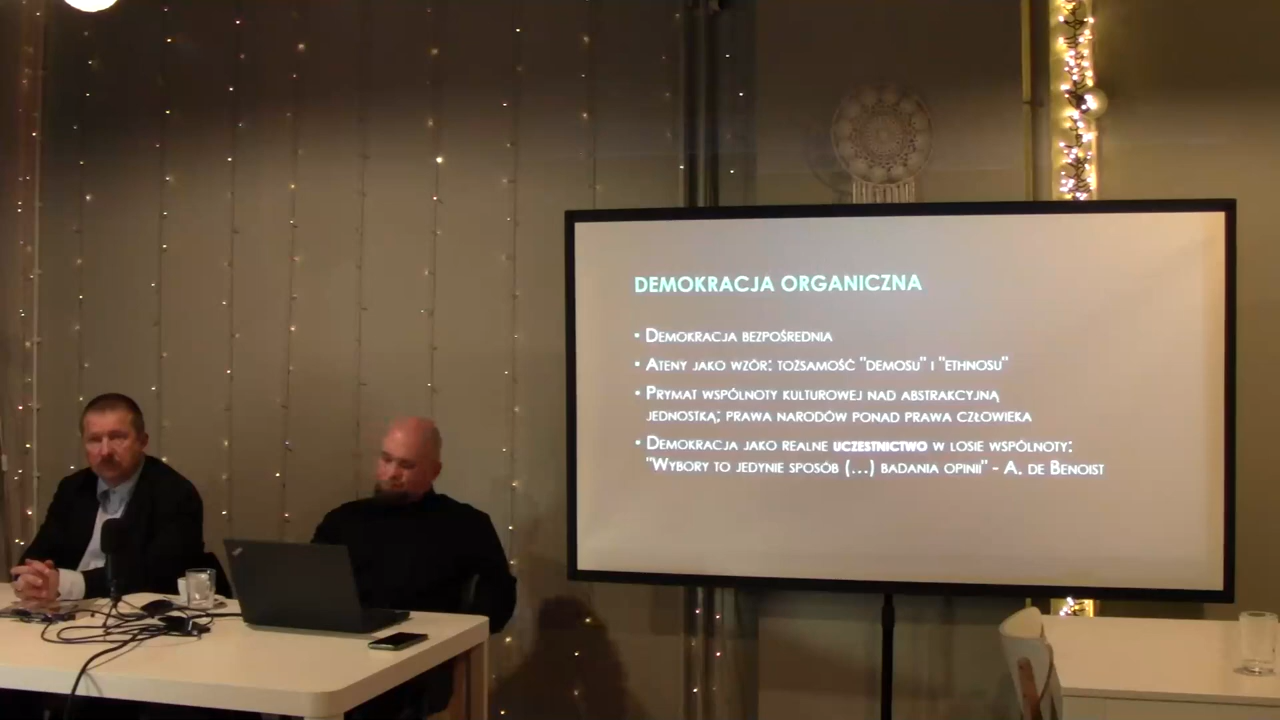 DEMOKRACJA ORGANICZNA
• DEMOKRACJA BEZPOŚREDNIA
• ATENY JAKO WZÓR: TOŻSAMOŚĆ "DEMOSU" I "ETHNOSU"
• PRYMAT WSPÓLNOTY KULTUROWEJ NAD ABSTRAKCYJNĄ
JEDNOSTKĄ; PRAWA NARODÓW PONAD PRAWA CZŁOWIEKA
• DEMOKRACJA JAKO REALNE UCZESTNICTWO W LOSIE WSPÓLNOTY:
"WYBORY TO JEDYNIE SPOSÓB (...) BADANIA OPINII" - A. DE BENOIST